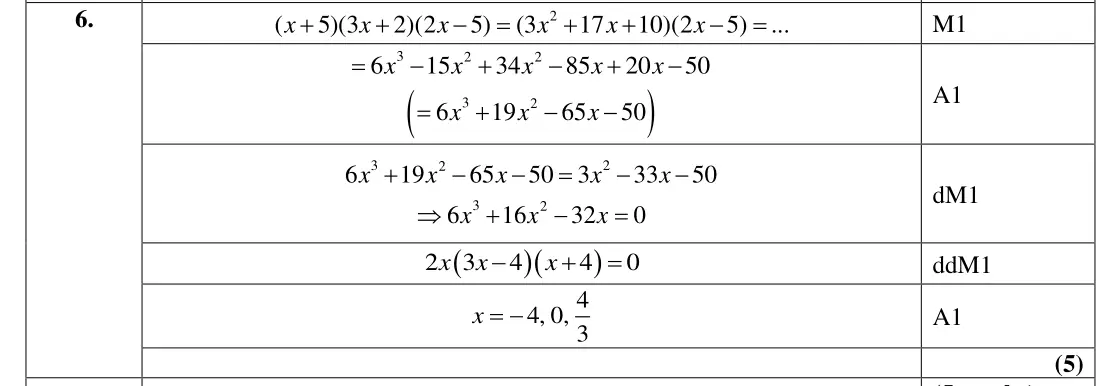 6.
(x + 5)(3x + 2)(2x − 5) = (3x² + 17x + 10)(2x − 5) = ... M1
= 6x³ − 15x² + 34x² − 85x + 20x − 50
(= 6x³ + 19x² − 65x − 50) A1
6x³ + 19x² − 65x − 50 = 3x² − 33x − 50
⇒ 6x³ + 16x² − 32x = 0 dM1
2x(3x − 4)(x + 4) = 0 ddM1
x = − 4, 0, 4/3 A1
(5)